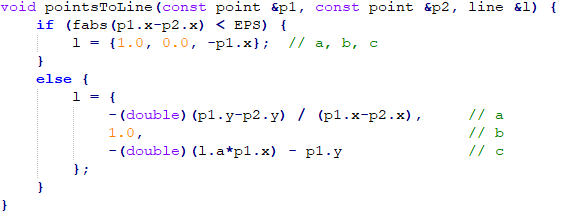 void pointsToLine(const point &p1, const point &p2, line &l) {
if (fabs(p1.x-p2.x) < EPS) {
l = {1.0, 0.0, -p1.x};  // a, b, c
}
else {
l = {
-(double)(p1.y-p2.y) / (p1.x-p2.x),  // a
1.0,  // b
-(double)(l.a*p1.x) - p1.y  // c
};
}
}